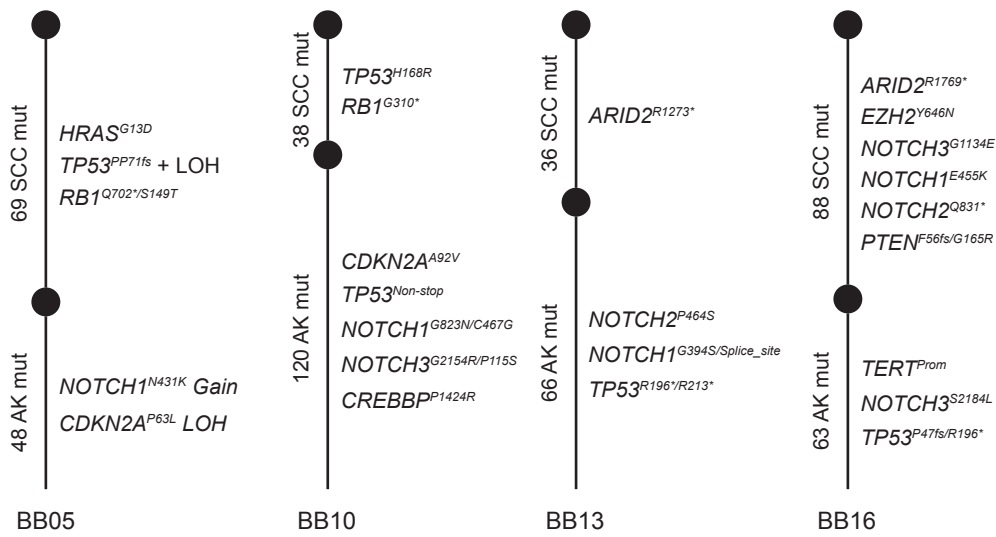 69 SCC mut
HRAS^G13D
TP53^PP71fs + LOH
RB1^Q702*/S149T
48 AK mut
NOTCH1^N431K Gain
CDKN2A^P63L LOH
BB05
38 SCC mut
TP53^H168R
RB1^G310*
120 AK mut
CDKN2A^A92V
TP53^Non-stop
NOTCH1^G823N/C467G
NOTCH3^G2154R/P115S
CREBBP^P1424R
BB10
36 SCC mut
ARID2^R1273*
66 AK mut
NOTCH2^P464S
NOTCH1^G394S/Splice_site
TP53^R196*/R213*
BB13
88 SCC mut
ARID2^R1769*
EZH2^Y646N
NOTCH3^G1134E
NOTCH1^E455K
NOTCH2^Q831*
PTEN^F56fs/G165R
63 AK mut
TERT^Prom
NOTCH3^S2184L
TP53^P47fs/R196*
BB16